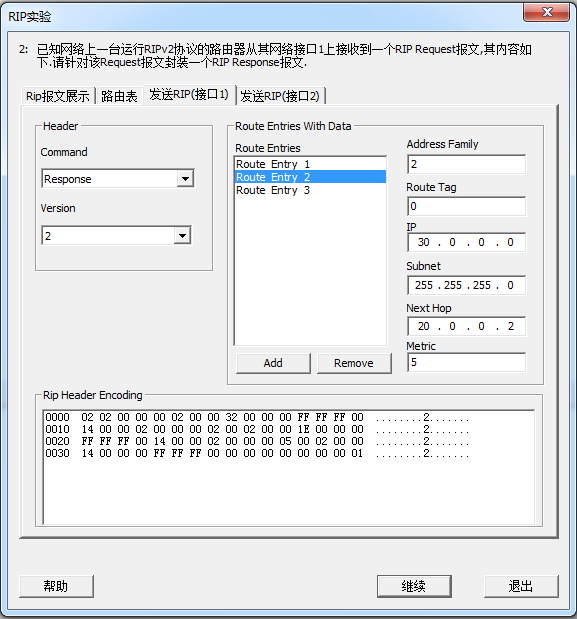 RIP实验
2: 已知网络上一台运行RIPv2协议的路由器从其网络接口1上接收到一个RIP Request报文,其内容如
下.请针对该Request报文封装一个RIP Response报文.
Rip报文展示 路由表 发送RIP(接口1) 发送RIP(接口2)
Header
Command
Response
Version
2
Route Entries With Data
Route Entries
Route Entry 1
Route Entry 2
Route Entry 3
Add Remove
Address Family
2
Route Tag
0
IP
30 . 0 . 0 . 0
Subnet
255 . 255 . 255 . 0
Next Hop
20 . 0 . 0 . 2
Metric
5
Rip Header Encoding
0000 02 02 00 00 00 02 00 00 32 00 00 00 FF FF FF 00 ........2.......
0010 14 00 00 02 00 00 00 02 00 02 00 00 1E 00 00 00 ........2.......
0020 FF FF FF 00 14 00 00 02 00 00 00 05 00 02 00 00 ........2.......
0030 14 00 00 00 FF FF FF 00 00 00 00 00 00 00 00 01 ........2.......
帮助 继续 退出